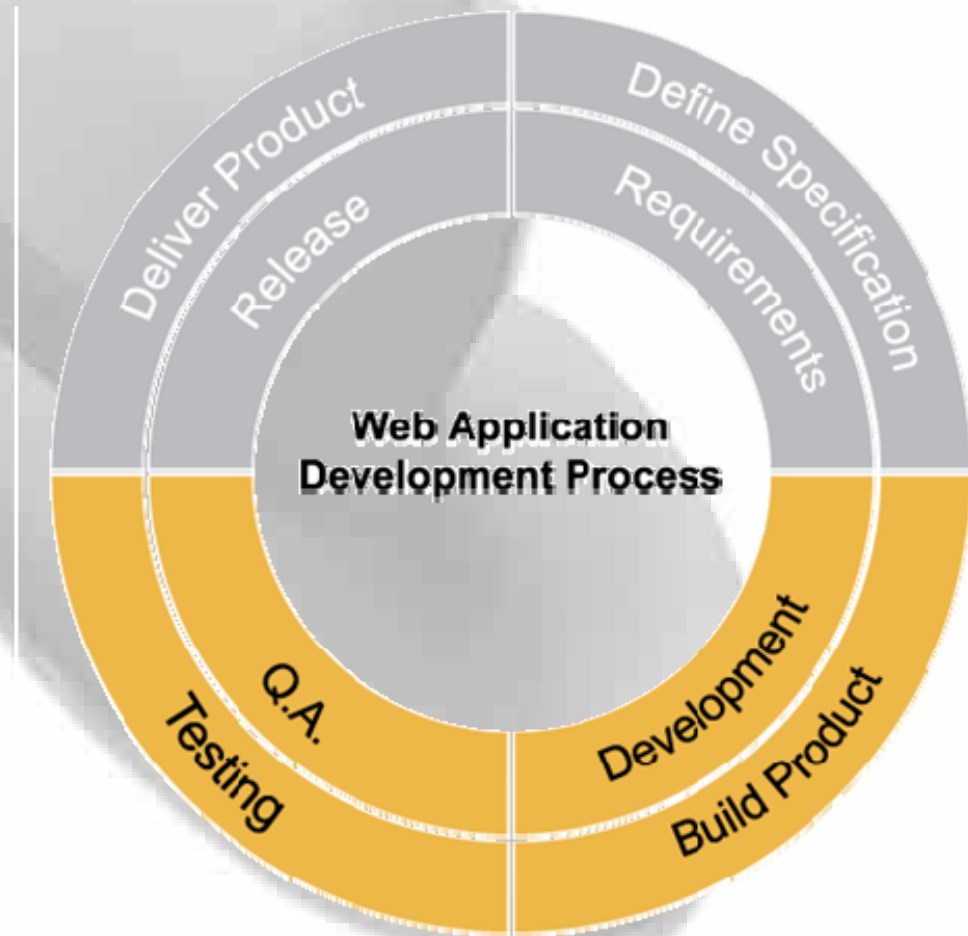 Deliver Product
Define Specification
Release
Requirements
Web Application
Development Process
Q.A.
Development
Testing
Build Product